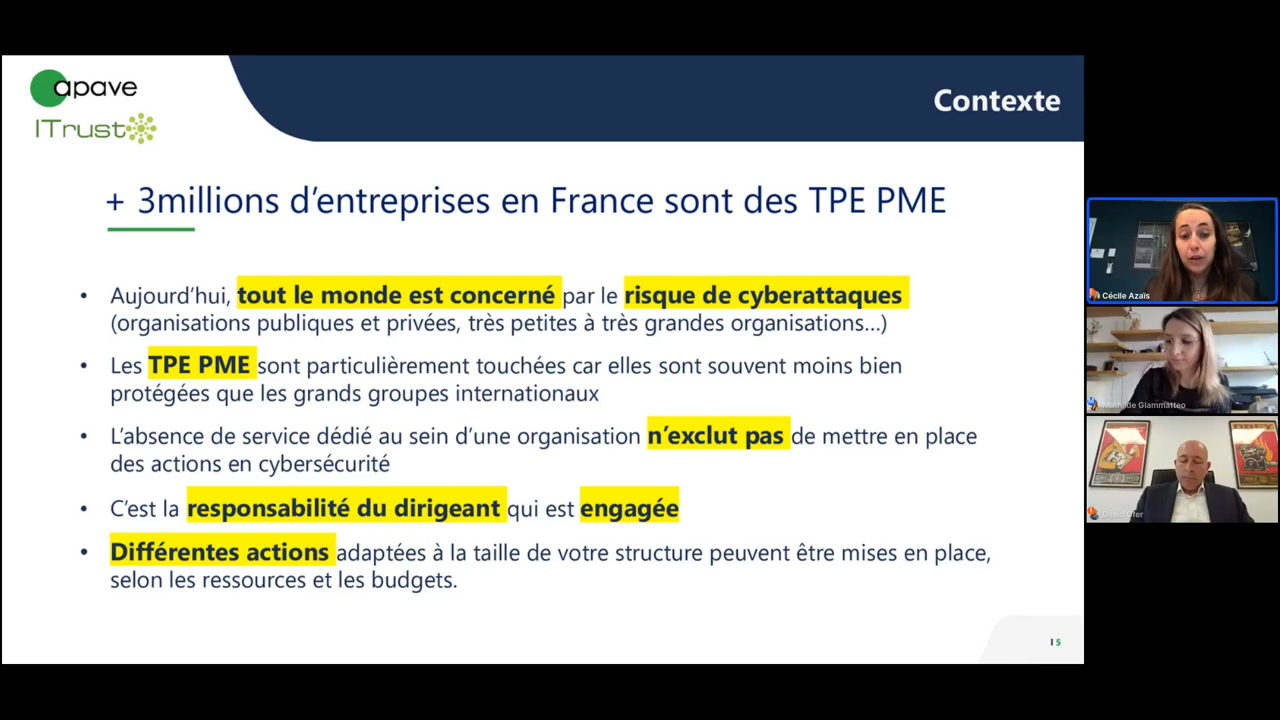 apave
ITrust
Contexte
+ 3millions d’entreprises en France sont des TPE PME
• Aujourd’hui, tout le monde est concerné par le risque de cyberattaques
(organisations publiques et privées, très petites à très grandes organisations...)
• Les TPE PME sont particulièrement touchées car elles sont souvent moins bien
protégées que les grands groupes internationaux
• L’absence de service dédié au sein d’une organisation n’exclut pas de mettre en place
des actions en cybersécurité
• C’est la responsabilité du dirigeant qui est engagée
• Différentes actions adaptées à la taille de votre structure peuvent être mises en place,
selon les ressources et les budgets.
I 5
Cécile Azaïs
Mathilde Giammatteo
David Ofer